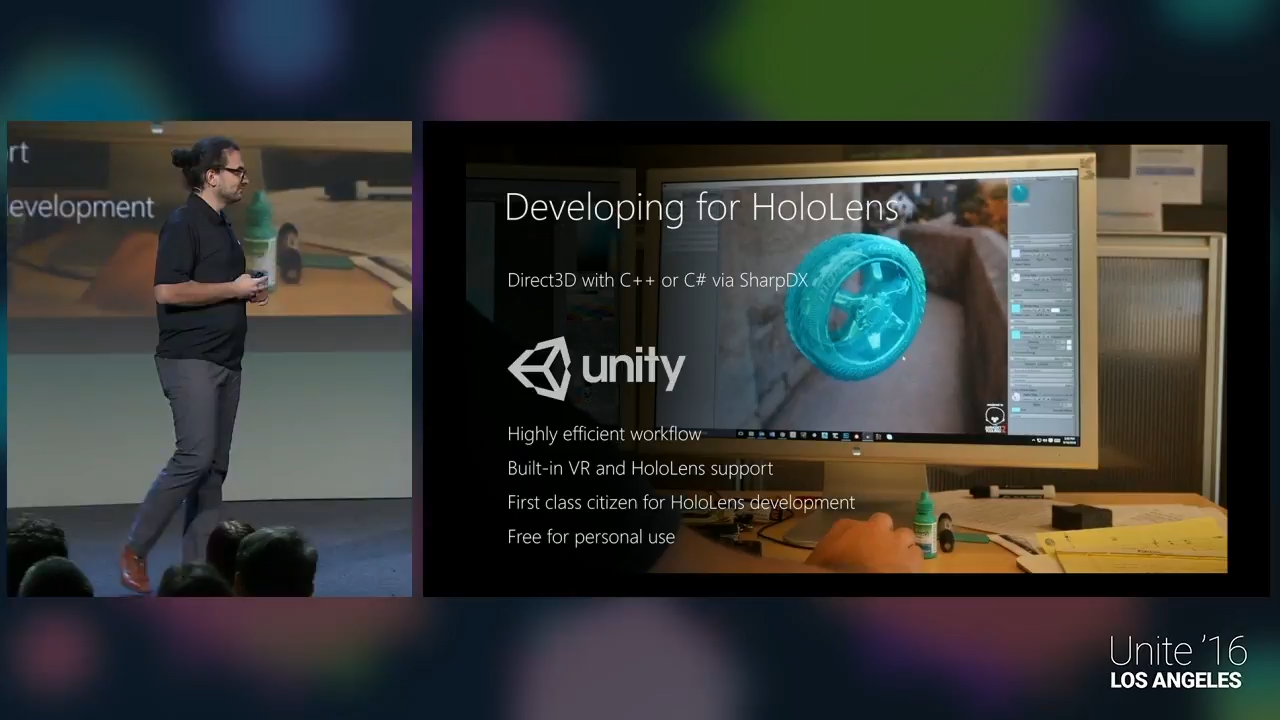 rt
evelopment
Developing for HoloLens
Direct3D with C++ or C# via SharpDX
unity
Highly efficient workflow
Built-in VR and HoloLens support
First class citizen for HoloLens development
Free for personal use
Unite '16
LOS ANGELES